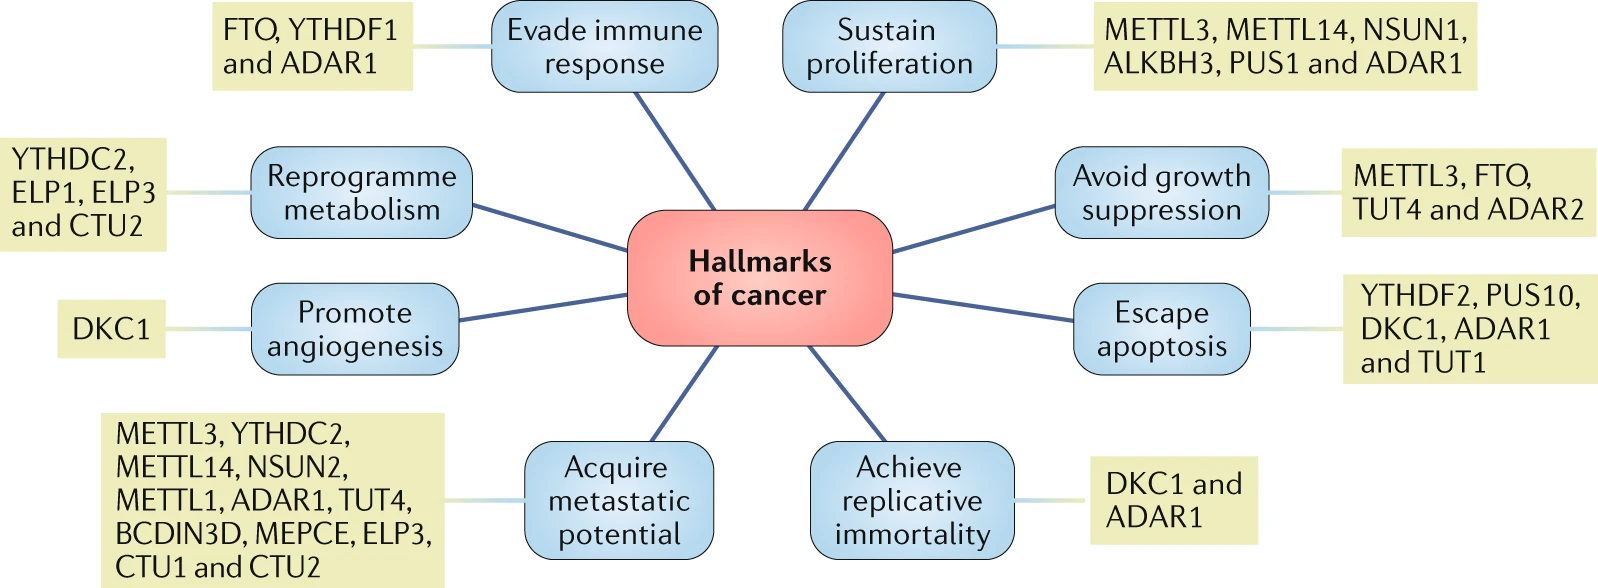 FTO, YTHDF1
and ADAR1
Evade immune
response
Sustain
proliferation
METTL3, METTL14, NSUN1,
ALKBH3, PUS1 and ADAR1
YTHDC2,
ELP1, ELP3
and CTU2
Reprogramme
metabolism
Avoid growth
suppression
METTL3, FTO,
TUT4 and ADAR2
Hallmarks
of cancer
DKC1
Promote
angiogenesis
Escape
apoptosis
YTHDF2, PUS10,
DKC1, ADAR1
and TUT1
METTL3, YTHDC2,
METTL14, NSUN2,
METTL1, ADAR1, TUT4,
BCDIN3D, MEPCE, ELP3,
CTU1 and CTU2
Acquire
metastatic
potential
Achieve
replicative
immortality
DKC1 and
ADAR1